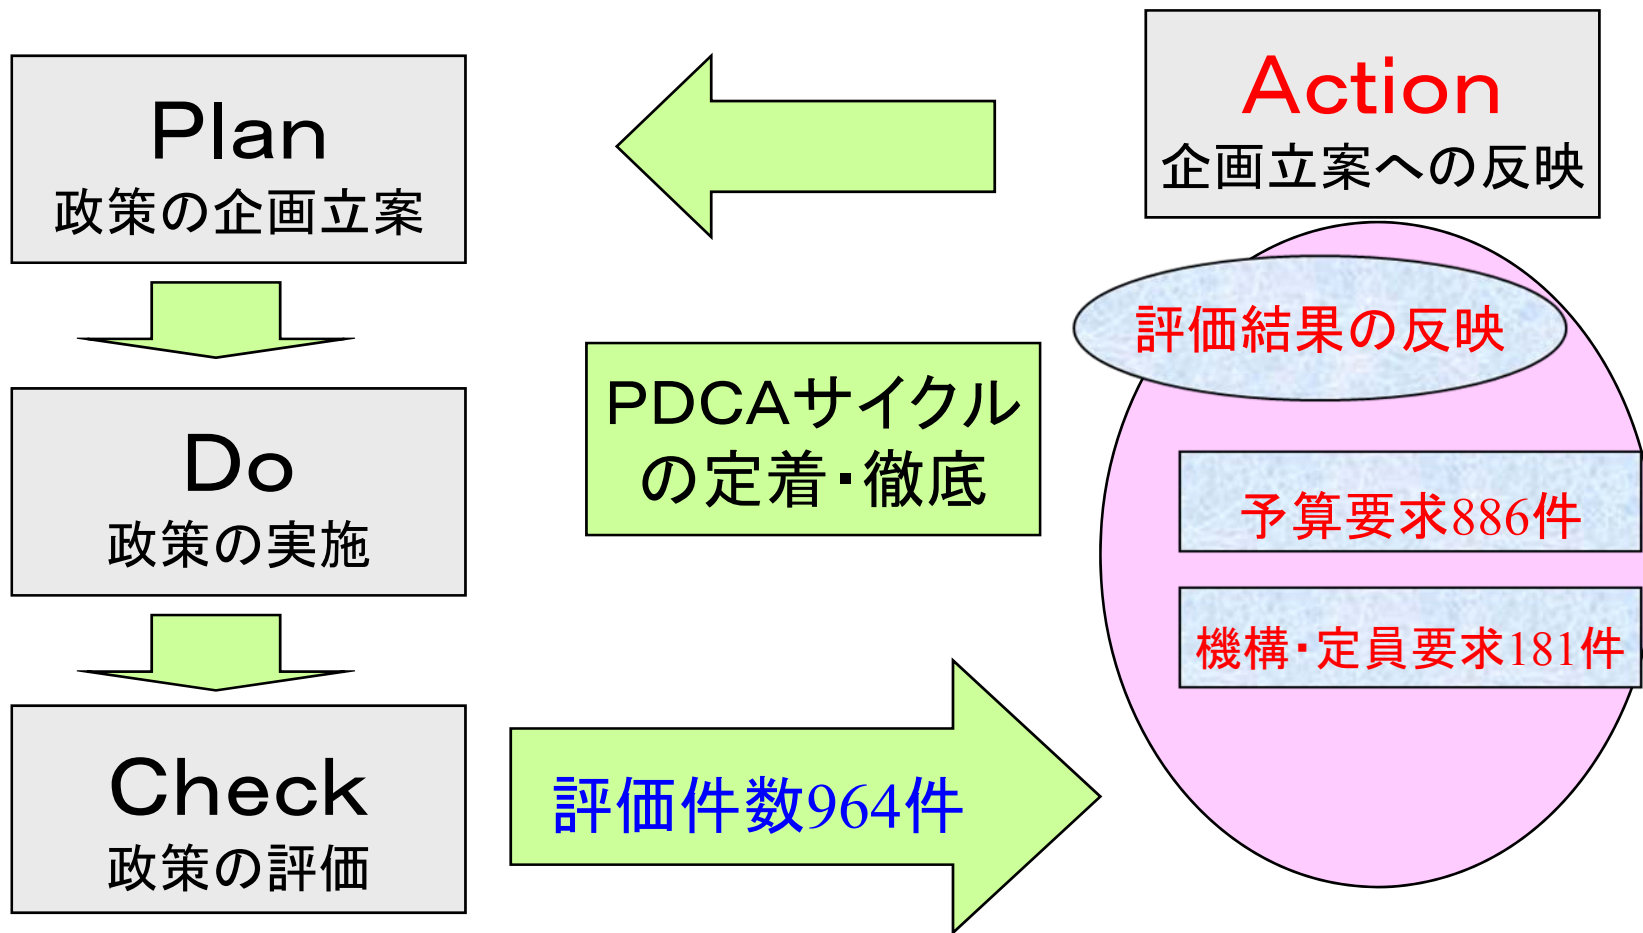 Plan
政策の企画立案
Do
政策の実施
Check
政策の評価
PDCAサイクル
の定着・徹底
評価件数964件
Action
企画立案への反映
評価結果の反映
予算要求886件
機構・定員要求181件